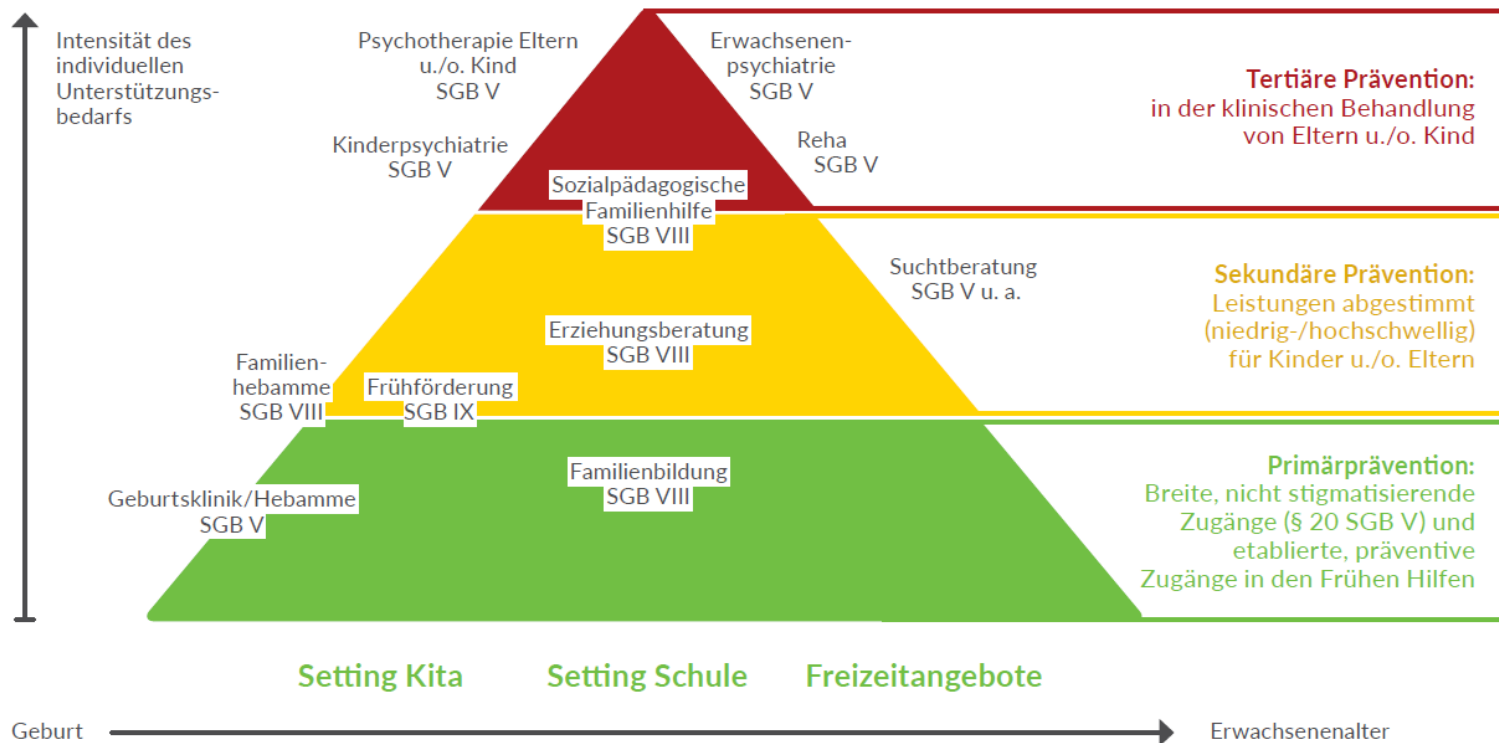 Intensität des
individuellen
Unterstützungs-
bedarfs
Psychotherapie Eltern
u./o. Kind
SGB V
Erwachsenen-
psychiatrie
SGB V
Kinderpsychiatrie
SGB V
Reha
SGB V
Tertiäre Prävention:
in der klinischen Behandlung
von Eltern u./o. Kind
Sozialpädagogische
Familienhilfe
SGB VIII
Suchtberatung
SGB V u. a.
Erziehungsberatung
SGB VIII
Familien-
hebamme
SGB VIII
Frühförderung
SGB IX
Sekundäre Prävention:
Leistungen abgestimmt
(niedrig-/hochschwellig)
für Kinder u./o. Eltern
Familienbildung
SGB VIII
Geburtsklinik/Hebamme
SGB V
Primärprävention:
Breite, nicht stigmatisierende
Zugänge (§ 20 SGB V) und
etablierte, präventive
Zugänge in den Frühen Hilfen
Setting Kita
Setting Schule
Freizeitangebote
Geburt
Erwachsenenalter